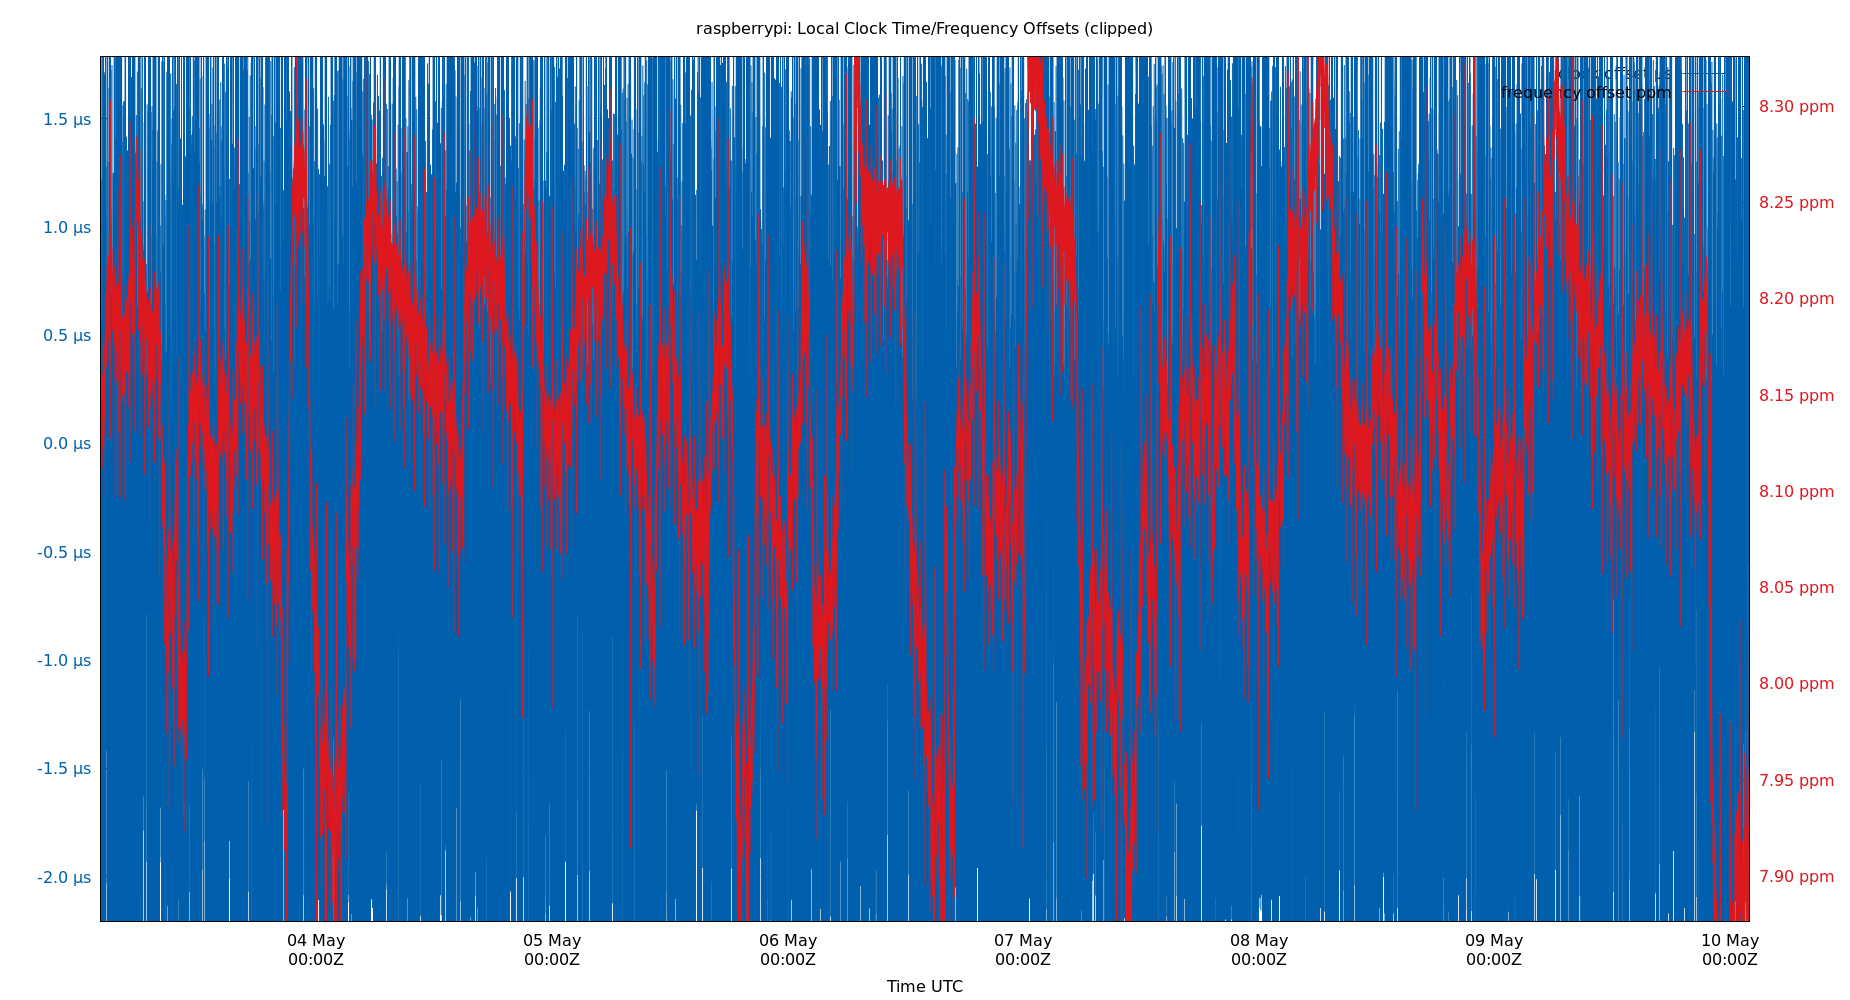 raspberrypi: Local Clock Time/Frequency Offsets (clipped)
clock offset µs
frequency offset ppm
1.5 µs
1.0 µs
0.5 µs
0.0 µs
-0.5 µs
-1.0 µs
-1.5 µs
-2.0 µs
8.30 ppm
8.25 ppm
8.20 ppm
8.15 ppm
8.10 ppm
8.05 ppm
8.00 ppm
7.95 ppm
7.90 ppm
04 May
00:00Z
05 May
00:00Z
06 May
00:00Z
07 May
00:00Z
08 May
00:00Z
09 May
00:00Z
10 May
00:00Z
Time UTC